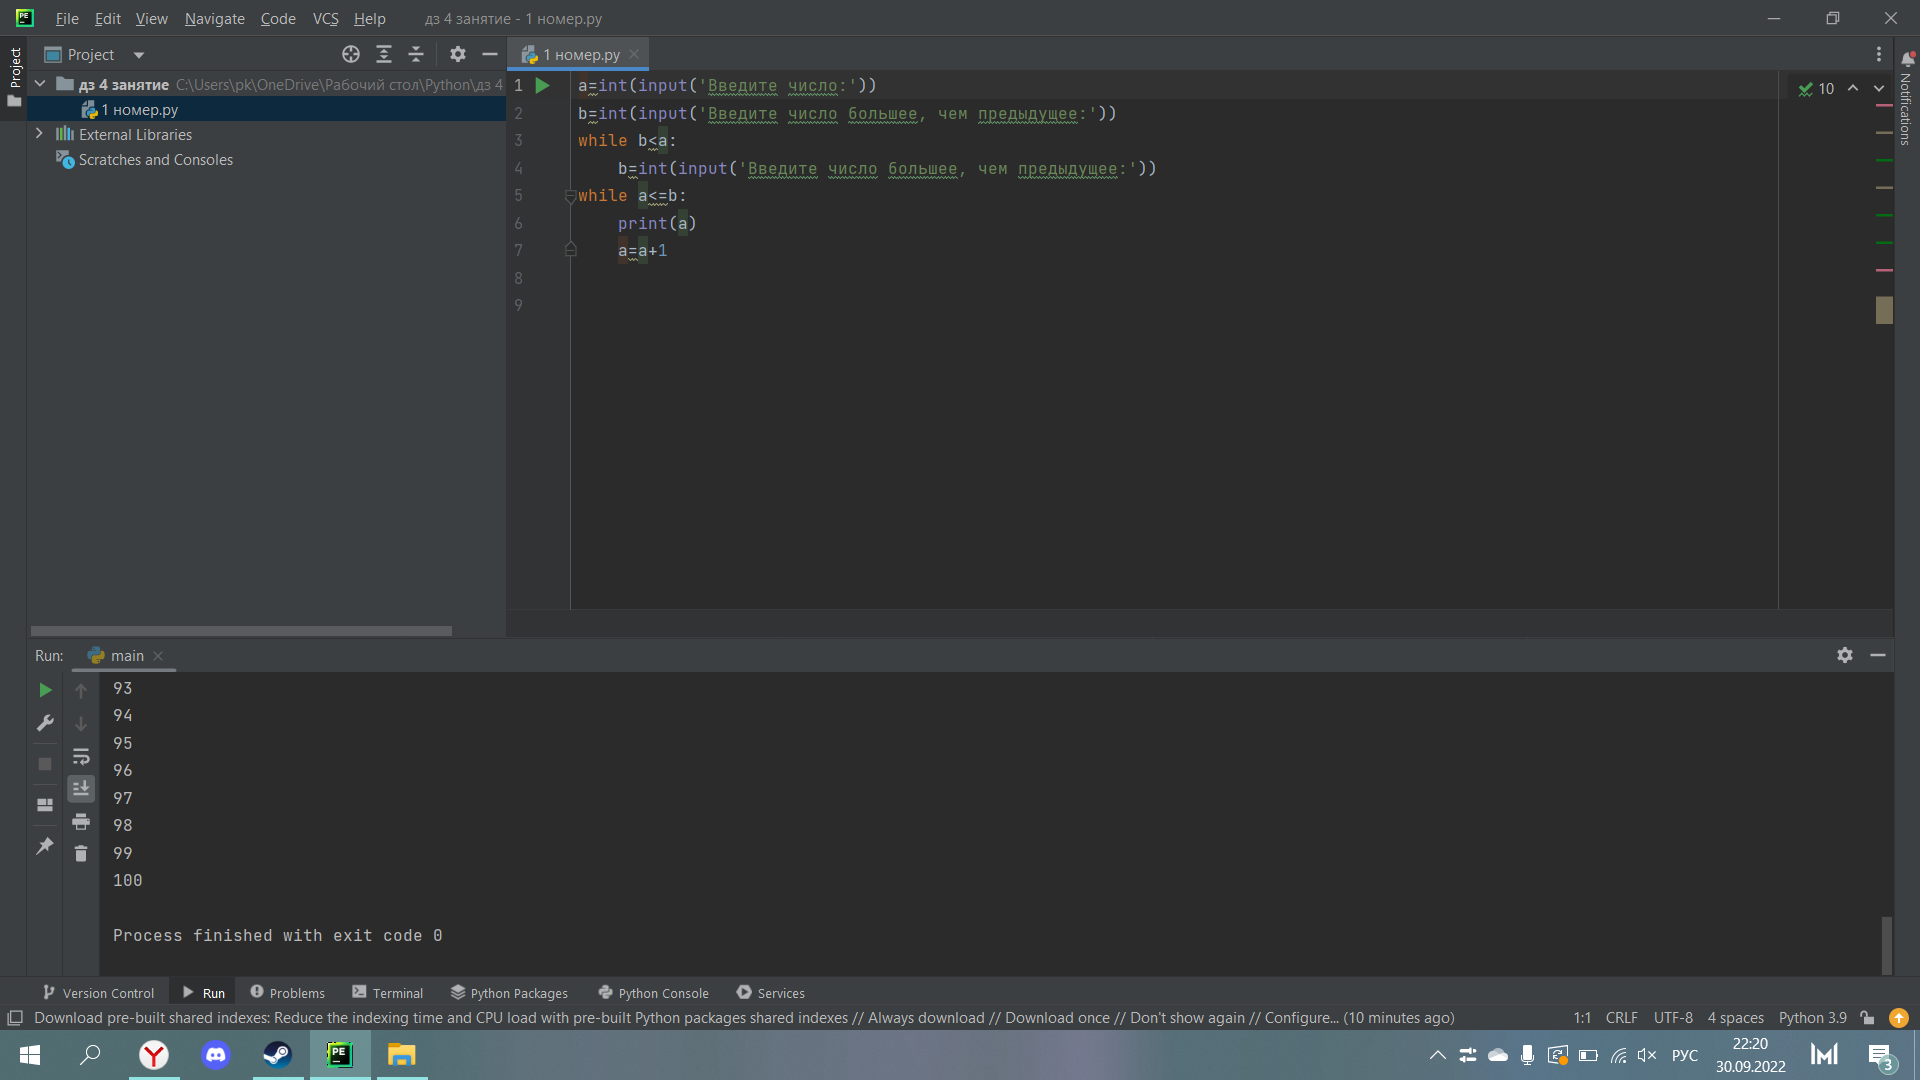 File Edit View Navigate Code VCS Help дз 4 занятие - 1 номер.py
Project
Project
дз 4 занятие C:\Users\pk\OneDrive\Рабочий стол\Python\дз 4
1 номер.py
External Libraries
Scratches and Consoles
1 номер.py
1 a=int(input('Введите число:'))
2 b=int(input('Введите число большее, чем предыдущее:'))
3 while b<a:
4 b=int(input('Введите число большее, чем предыдущее:'))
5 while a<=b:
6 print(a)
7 a=a+1
8
9
10
Notifications
Run: main
93
94
95
96
97
98
99
100
Process finished with exit code 0
Version Control Run Problems Terminal Python Packages Python Console Services
Download pre-built shared indexes: Reduce the indexing time and CPU load with pre-built Python packages shared indexes // Always download // Download once // Don't show again // Configure... (10 minutes ago) 1:1 CRLF UTF-8 4 spaces Python 3.9
PE
РУС
22:20
30.09.2022
3